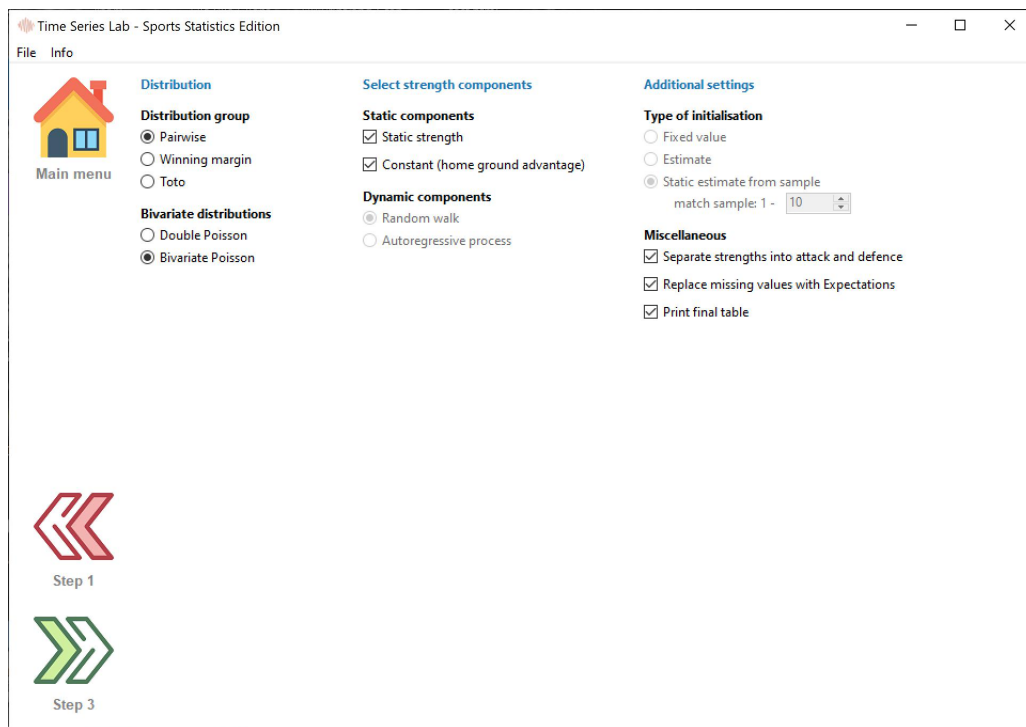 Time Series Lab - Sports Statistics Edition
File Info
Main menu
Distribution
Distribution group
Pairwise
Winning margin
Toto
Bivariate distributions
Double Poisson
Bivariate Poisson
Select strength components
Static components
Static strength
Constant (home ground advantage)
Dynamic components
Random walk
Autoregressive process
Additional settings
Type of initialisation
Fixed value
Estimate
Static estimate from sample
match sample: 1 - 10
Miscellaneous
Separate strengths into attack and defence
Replace missing values with Expectations
Print final table
Step 1
Step 3